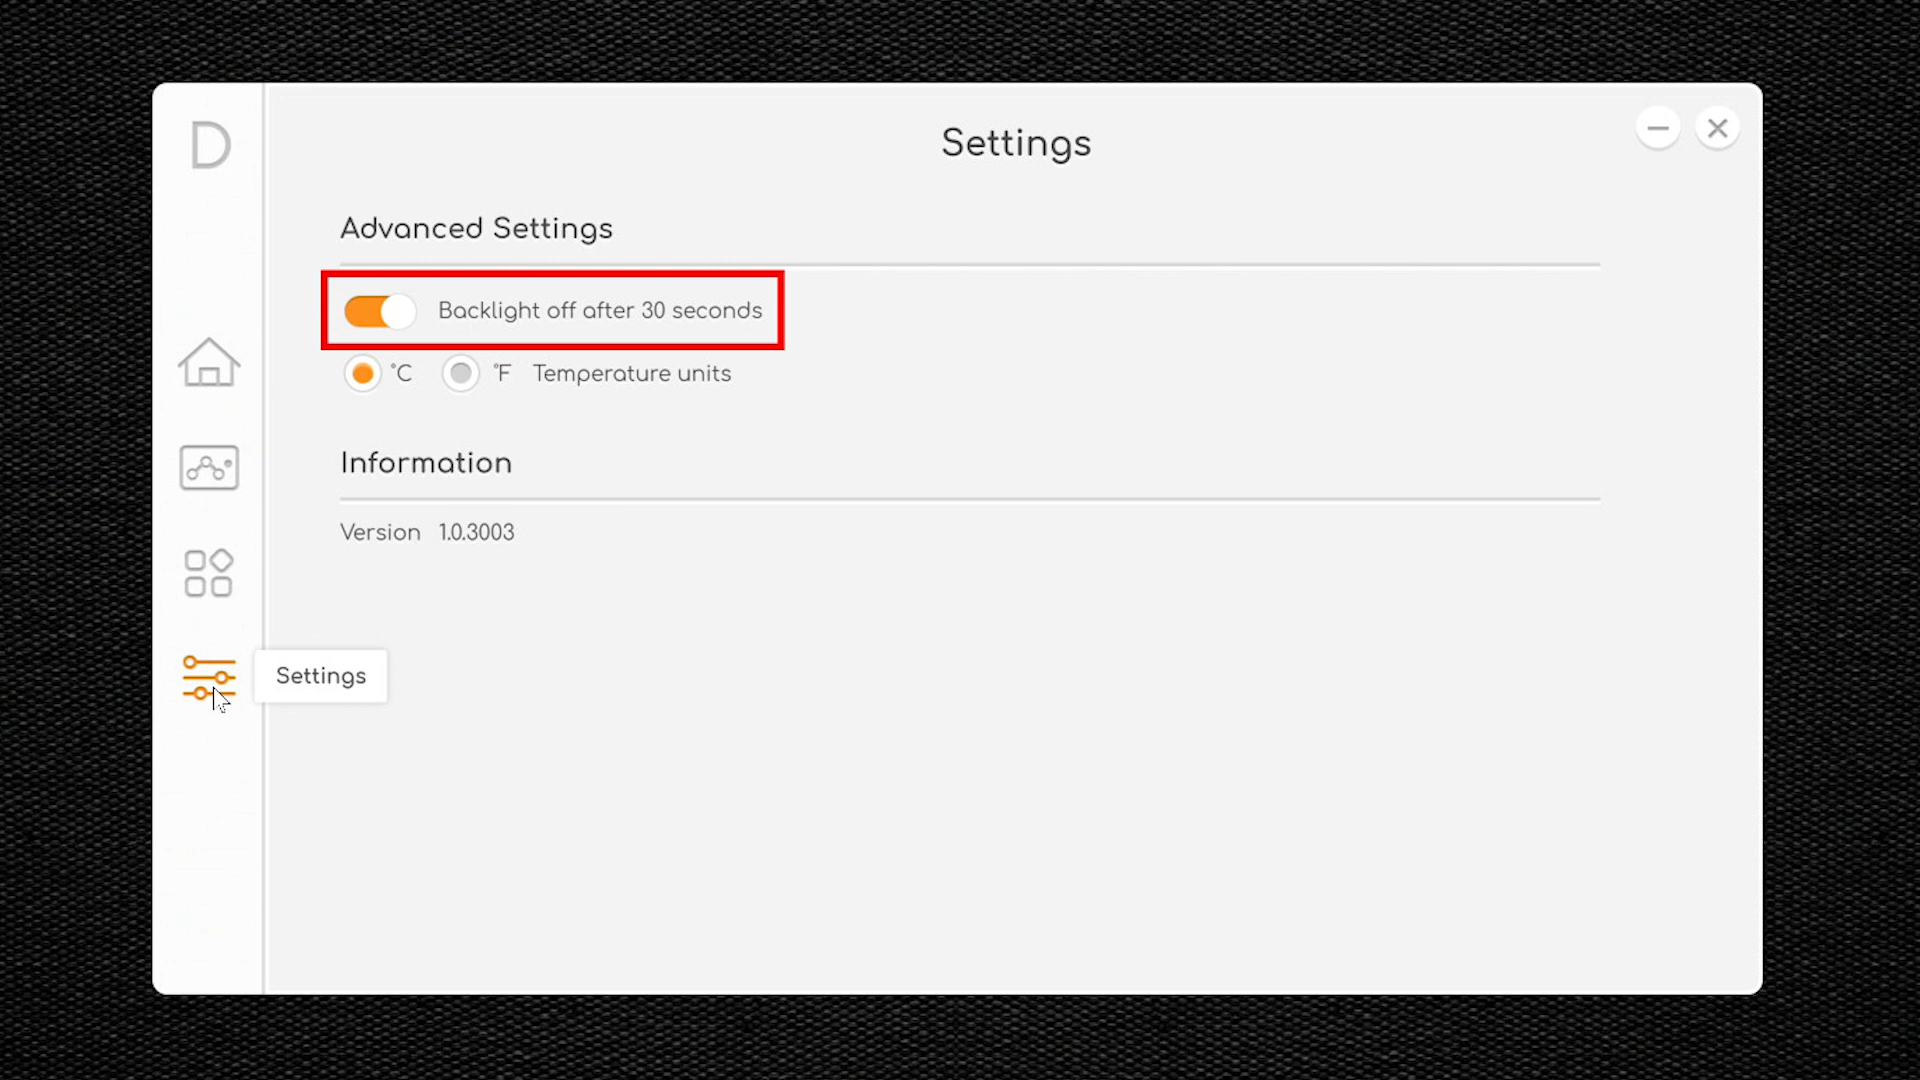 D
Settings
Advanced Settings
Backlight off after 30 seconds
°C °F Temperature units
Information
Version 1.0.3003
Settings